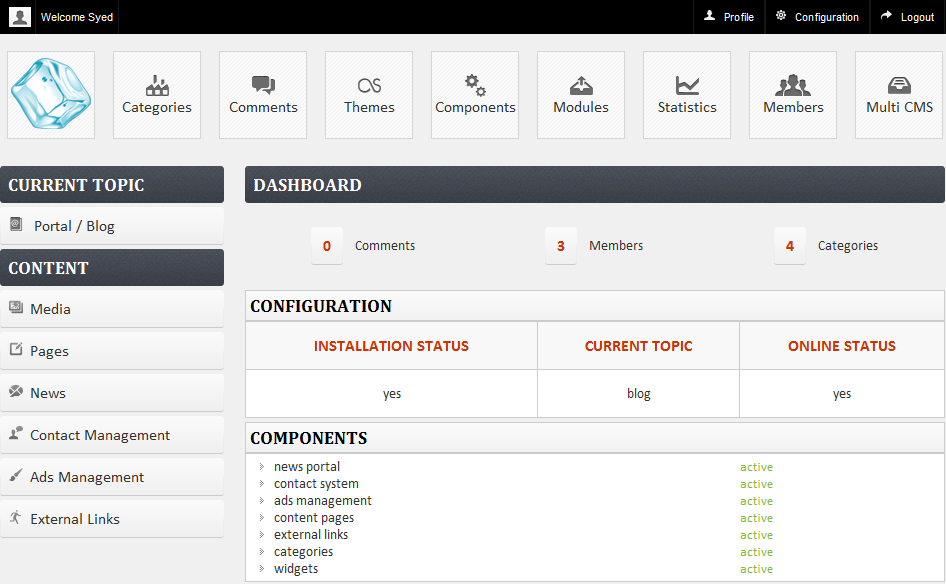 Welcome Syed Profile Configuration Logout
Categories Comments Themes Components Modules Statistics Members Multi CMS
CURRENT TOPIC
Portal / Blog
CONTENT
Media
Pages
News
Contact Management
Ads Management
External Links
DASHBOARD
0 Comments 3 Members 4 Categories
CONFIGURATION
INSTALLATION STATUS CURRENT TOPIC ONLINE STATUS
yes blog yes
COMPONENTS
news portal active
contact system active
ads management active
content pages active
external links active
categories active
widgets active